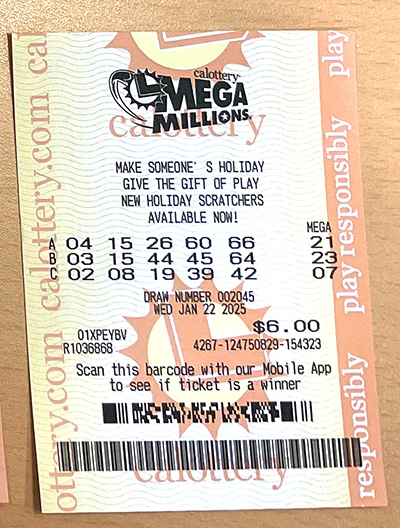 calottery
MEGA
MILLIONS
calottery
MAKE SOMEONE' S HOLIDAY
GIVE THE GIFT OF PLAY
NEW HOLIDAY SCRATCHERS
AVAILABLE NOW!
MEGA
A 04 15 26 60 66 21
B 03 15 44 45 64 23
C 02 08 19 39 42 07
DRAW NUMBER 002045
WED JAN 22 2025
$6.00
01XPEYBV
R1036868 4267-124750829-154323
Scan this barcode with our Mobile App
to see if ticket is a winner
calottery
ottery.com calottery.com cal
play responsibly play
responsibly